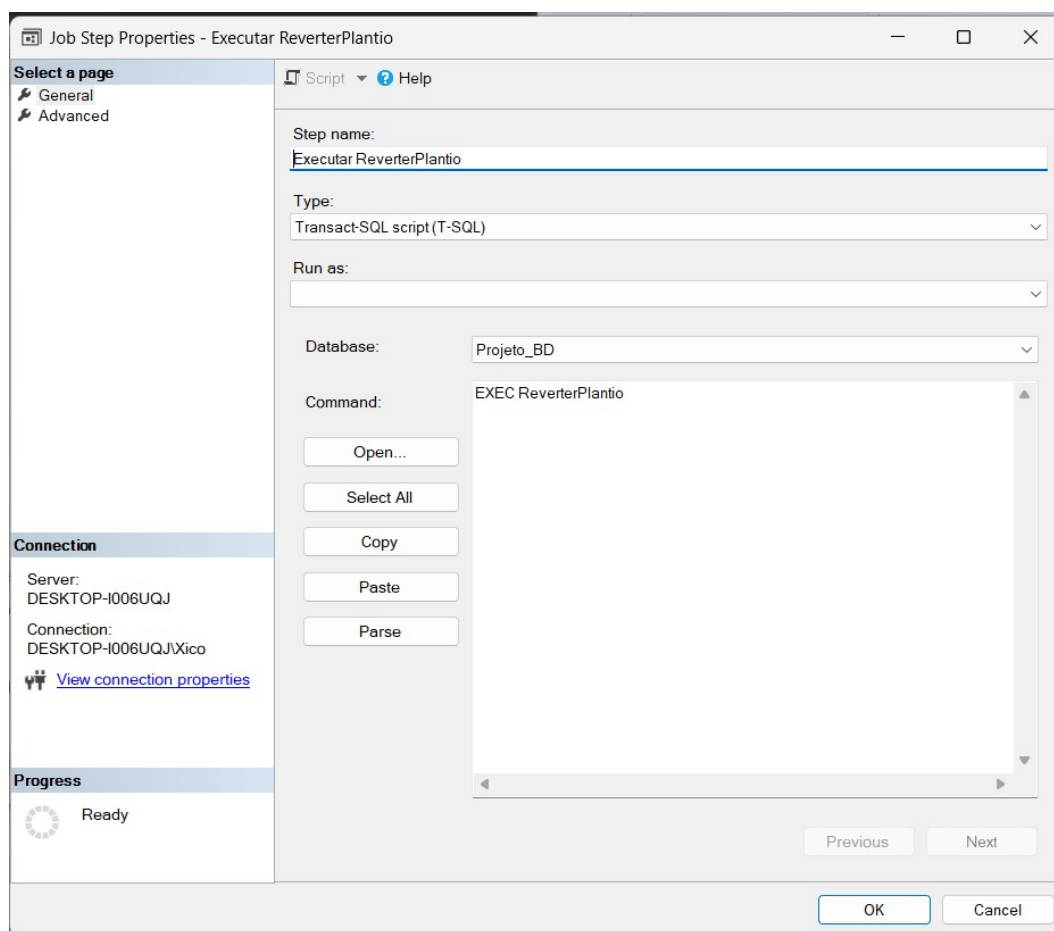 Job Step Properties - Executar ReverterPlantio
Select a page
General
Advanced
Script
Help
Step name:
Executar ReverterPlantio
Type:
Transact-SQL script (T-SQL)
Run as:
Database:
Projeto_BD
Command:
EXEC ReverterPlantio
Open...
Select All
Copy
Paste
Parse
Connection
Server:
DESKTOP-I006UQJ
Connection:
DESKTOP-I006UQJ\Xico
View connection properties
Progress
Ready
Previous
Next
OK
Cancel